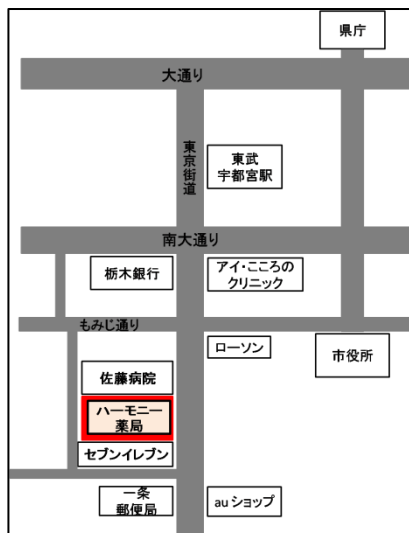 県庁
大通り
東京街道
東武
宇都宮駅
南大通り
栃木銀行
アイ・こころの
クリニック
もみじ通り
ローソン
市役所
佐藤病院
ハーモニー
薬局
セブンイレブン
一条
郵便局
auショップ